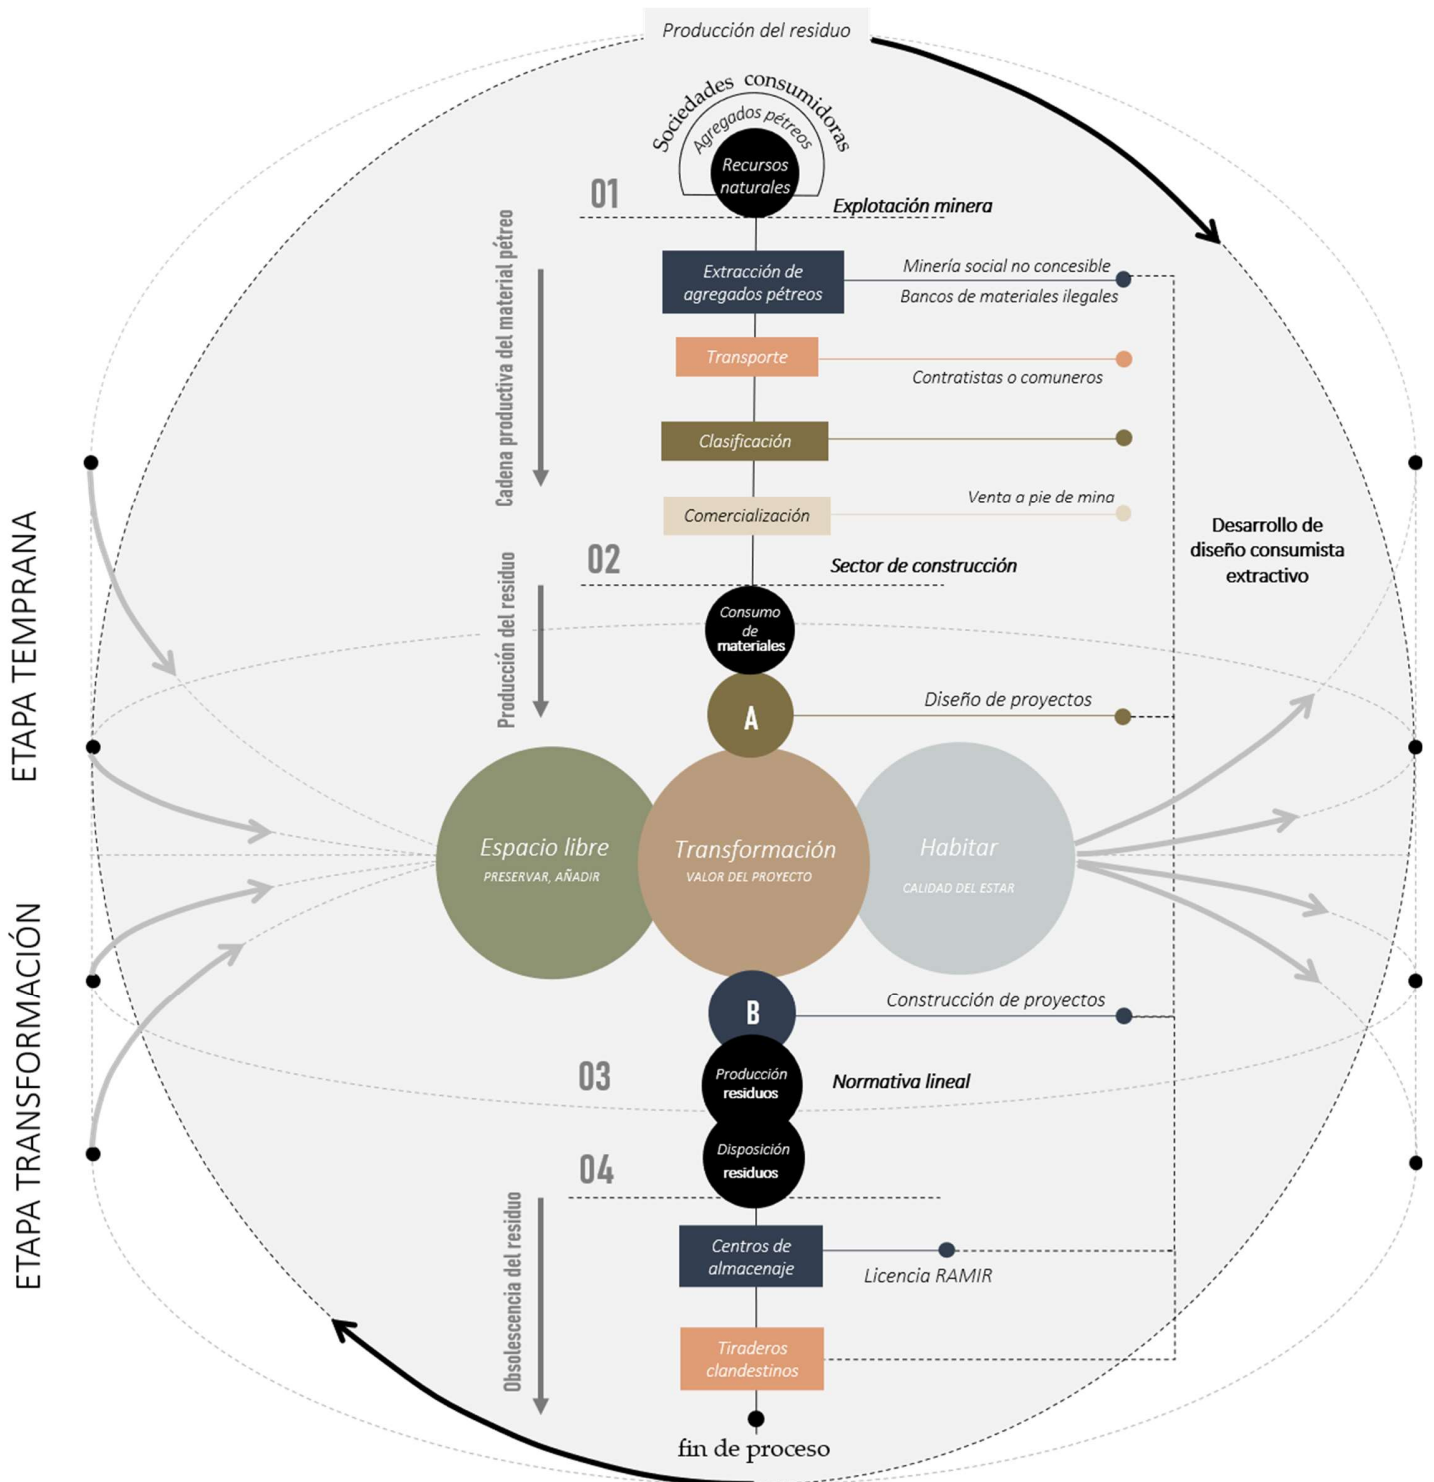 Producción del residuo
Sociedades consumidoras
Agregados pétreos
Recursos
naturales
01
Explotación minera
Cadena productiva del material pétreo
Extracción de
agregados pétreos
Minería social no concesible
Bancos de materiales ilegales
Transporte
Contratistas o comuneros
Clasificación
Comercialización
Venta a pie de mina
Desarrollo de
diseño consumista
extractivo
02
Sector de construcción
Producción del residuo
Consumo
de
materiales
A
Diseño de proyectos
ETAPA TEMPRANA
Espacio libre
PRESERVAR, AÑADIR
Transformación
VALOR DEL PROYECTO
Habitar
CALIDAD DEL ESTAR
ETAPA TRANSFORMACIÓN
B
Construcción de proyectos
03
Producción
residuos
Normativa lineal
Disposición
residuos
04
Obsolescencia del residuo
Centros de
almacenaje
Licencia RAMIR
Tiraderos
clandestinos
fin de proceso